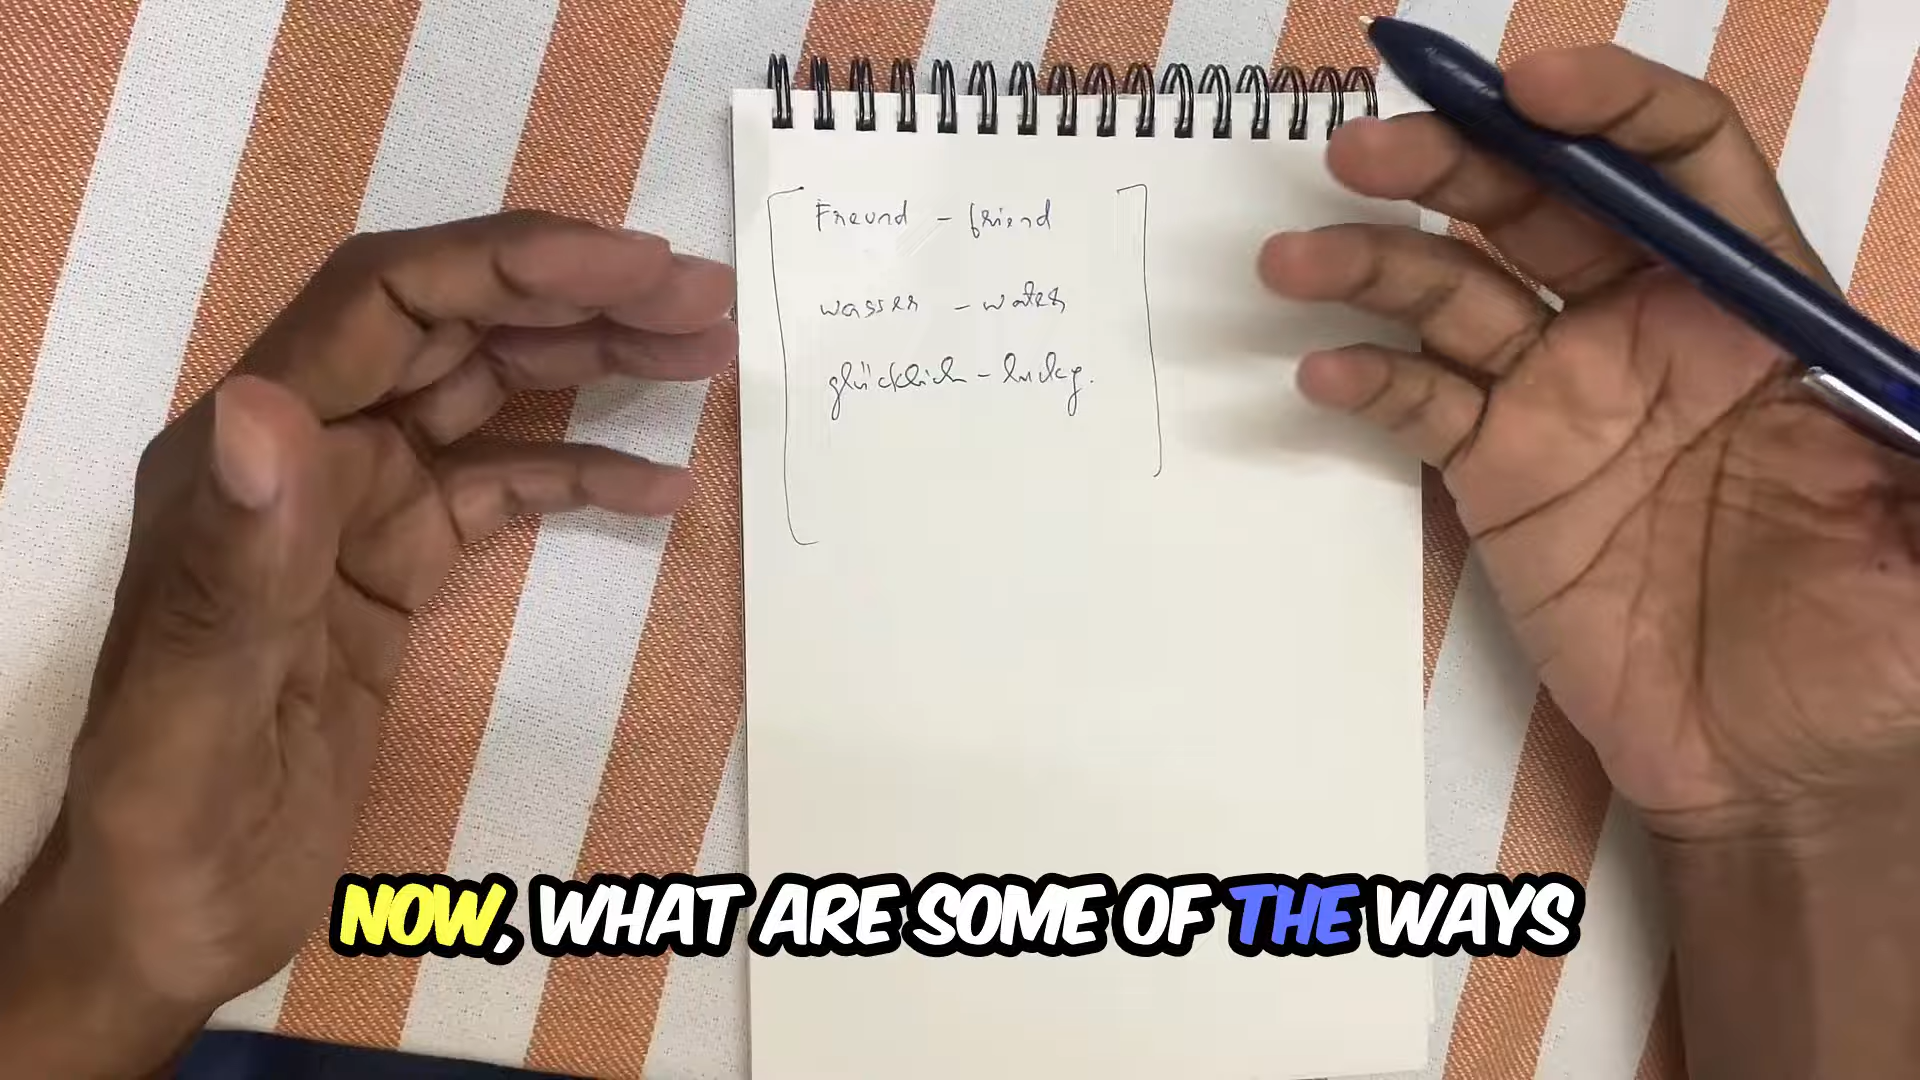 Freund - friend
wasser - water
glücklich - lucky.
NOW, WHAT ARE SOME OF THE WAYS